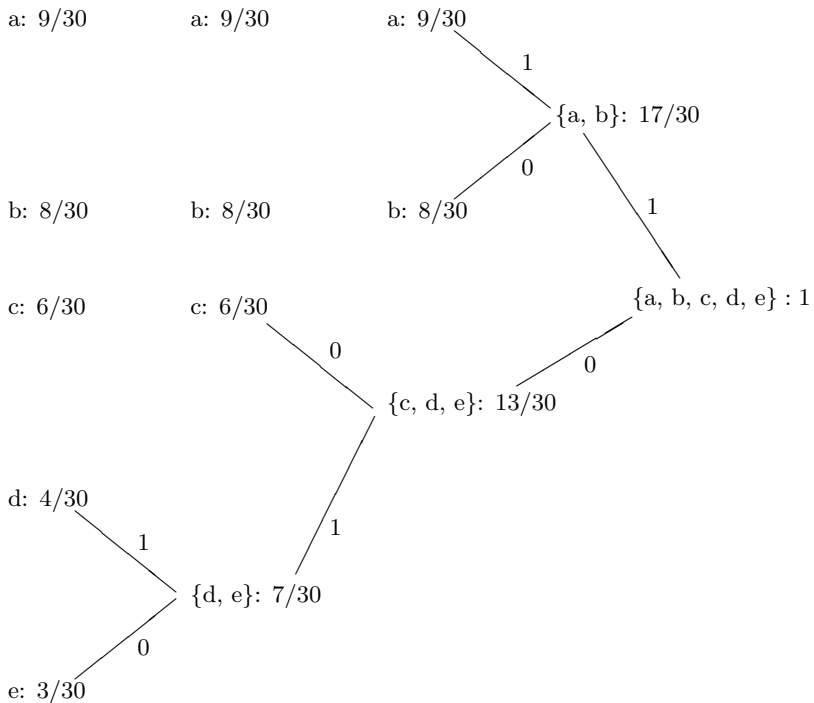 a: 9/30 a: 9/30 a: 9/30
1
{a, b}: 17/30
0
b: 8/30 b: 8/30 b: 8/30
1
{a, b, c, d, e} : 1
c: 6/30 c: 6/30
0
0
{c, d, e}: 13/30
d: 4/30
1
1
{d, e}: 7/30
0
e: 3/30